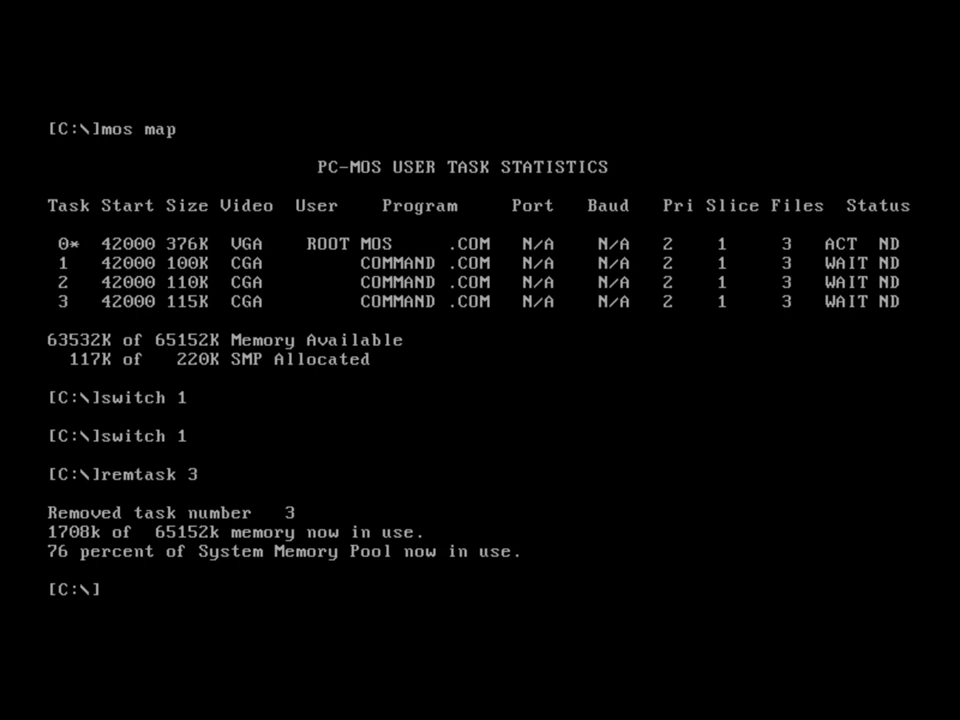 [C:\]mos map
PC-MOS USER TASK STATISTICS
Task Start Size Video User Program Port Baud Pri Slice Files Status
0* 42000 376K VGA ROOT MOS .COM N/A N/A 2 1 3 ACT ND
1 42000 100K CGA COMMAND .COM N/A N/A 2 1 3 WAIT ND
2 42000 110K CGA COMMAND .COM N/A N/A 2 1 3 WAIT ND
3 42000 115K CGA COMMAND .COM N/A N/A 2 1 3 WAIT ND
63532K of 65152K Memory Available
117K of 220K SMP Allocated
[C:\]switch 1
[C:\]switch 1
[C:\]remtask 3
Removed task number 3
1708k of 65152k memory now in use.
76 percent of System Memory Pool now in use.
[C:\]